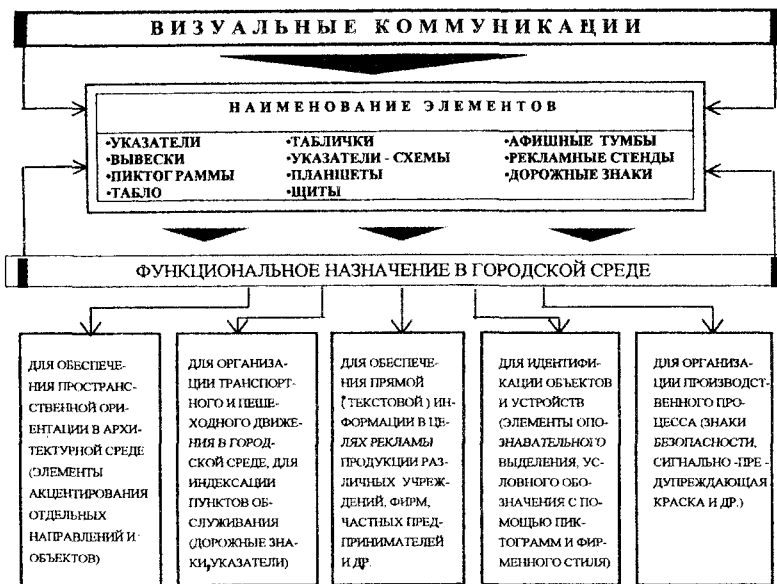 ВИЗУАЛЬНЫЕ КОММУНИКАЦИИ
НАИМЕНОВАНИЕ ЭЛЕМЕНТОВ
•УКАЗАТЕЛИ
•ВЫВЕСКИ
•ПИКТОГРАММЫ
•ТАБЛО
•ТАБЛИЧКИ
•УКАЗАТЕЛИ - СХЕМЫ
•ПЛАНШЕТЫ
•ЩИТЫ
•АФИШНЫЕ ТУМБЫ
•РЕКЛАМНЫЕ СТЕНДЫ
•ДОРОЖНЫЕ ЗНАКИ
ФУНКЦИОНАЛЬНОЕ НАЗНАЧЕНИЕ В ГОРОДСКОЙ СРЕДЕ
ДЛЯ ОБЕСПЕЧЕ-
НИЯ ПРОСТРАНС-
СТВЕННОЙ ОРИ-
ЕНТАЦИИ В АРХИ-
ТЕКТУРНОЙ СРЕДЕ
(ЭЛЕМЕНТЫ
АКЦЕНТИРОВАНИЯ
ОТДЕЛЬНЫХ
НАПРАВЛЕНИЙ И
ОБЪЕКТОВ)
ДЛЯ ОРГАНИЗА-
ЦИИ ТРАНСПОРТ-
НОГО И ПЕШЕ-
ХОДНОГО ДВИЖЕ-
НИЯ В ГОРОД-
СКОЙ СРЕДЕ, ДЛЯ
ИНДЕКСАЦИИ
ПУНКТОВ ОБ-
СЛУЖИВАНИЯ
(ДОРОЖНЫЕ ЗНА-
КИ,УКАЗАТЕЛИ)
ДЛЯ ОБЕСПЕЧЕ-
НИЯ ПРЯМОЙ
(ТЕКСТОВОЙ ) ИН-
ФОРМАЦИИ В ЦЕ-
ЛЯХ РЕКЛАМЫ
ПРОДУКЦИИ РАЗ-
ЛИЧНЫХ УЧРЕЖ-
ДЕНИЙ, ФИРМ,
ЧАСТНЫХ ПРЕД-
ПРИНИМАТЕЛЕЙ
И ДР.
ДЛЯ ИДЕНТИФИ-
КАЦИИ ОБЪЕКТОВ
И УСТРОЙСТВ
(ЭЛЕМЕНТЫ ОПО-
ЗНАВАТЕЛЬНОГО
ВЫДЕЛЕНИЯ, УС-
ЛОВНОГО ОБО-
ЗНАЧЕНИЯ С ПО-
МОЩЬЮ ПИК-
ТОГРАММ И ФИР-
МЕННОГО СТИЛЯ)
ДЛЯ ОРГАНИЗА-
ЦИИ ПРОИЗВОДСТ-
ВЕННОГО ПРО-
ЦЕССА (ЗНАКИ
БЕЗОПАСНОСТИ,
СИГНАЛЬНО -ПРЕ -
ДУПРЕЖДАЮЩАЯ
КРАСКА И ДР.)